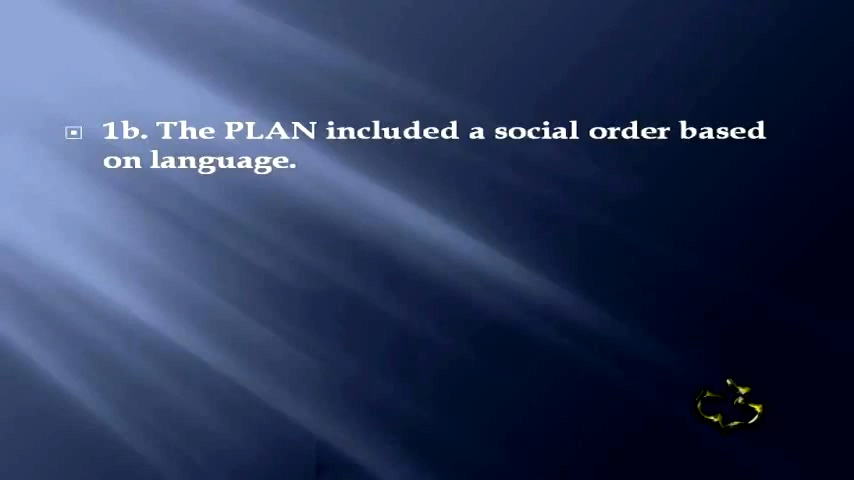 1b. The PLAN included a social order based
on language.